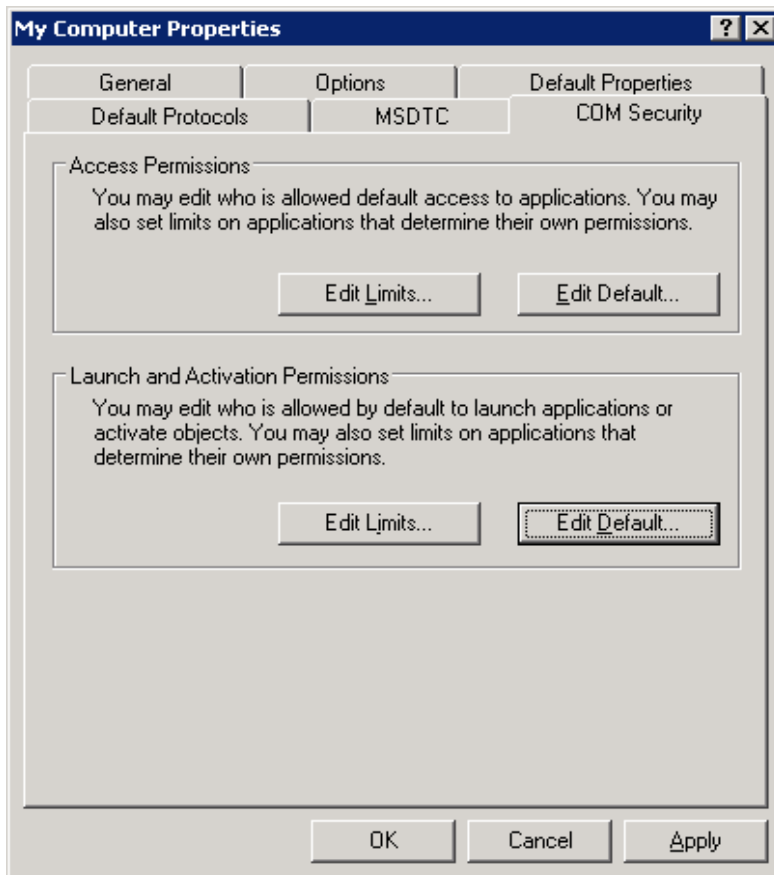 My Computer Properties
General Options Default Properties
Default Protocols MSDTC COM Security
Access Permissions
You may edit who is allowed default access to applications. You may
also set limits on applications that determine their own permissions.
Edit Limits... Edit Default...
Launch and Activation Permissions
You may edit who is allowed by default to launch applications or
activate objects. You may also set limits on applications that
determine their own permissions.
Edit Limits... Edit Default...
OK Cancel Apply